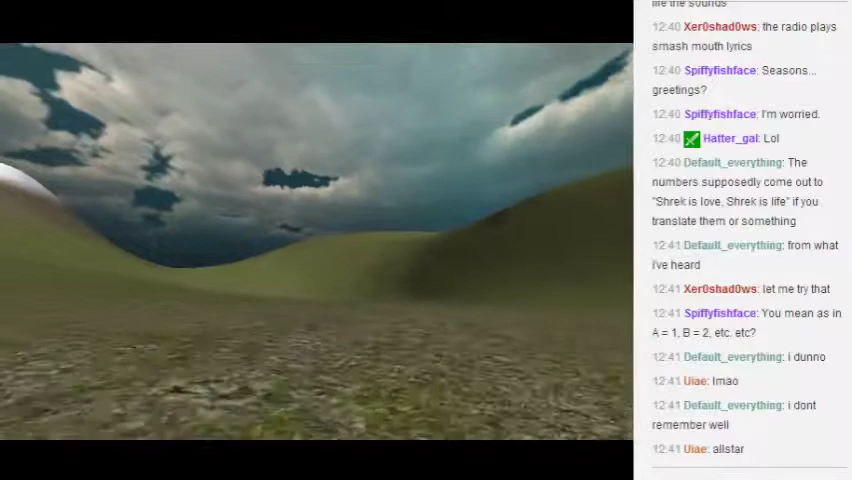 life the sounds
12:40 Xer0shad0ws: the radio plays
smash mouth lyrics
12:40 Spiffyfishface: Seasons...
greetings?
12:40 Spiffyfishface: I'm worried.
12:40 Hatter_gal: Lol
12:40 Default_everything: The
numbers supposedly come out to
"Shrek is love, Shrek is life" if you
translate them or something
12:41 Default_everything: from what
i've heard
12:41 Xer0shad0ws: let me try that
12:41 Spiffyfishface: You mean as in
A = 1, B = 2, etc. etc?
12:41 Default_everything: i dunno
12:41 Uiae: lmao
12:41 Default_everything: i dont
remember well
12:41 Uiae: allstar